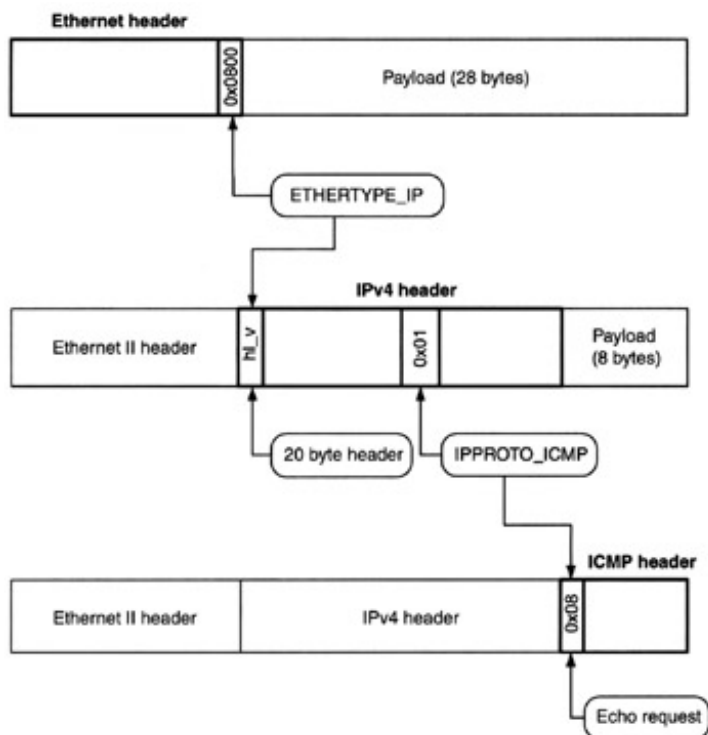 Ethernet header
0x0800
Payload (28 bytes)
ETHERTYPE_IP
IPv4 header
Ethernet II header
hl_v
0x01
Payload
(8 bytes)
20 byte header
IPPROTO_ICMP
ICMP header
Ethernet II header
IPv4 header
0x08
Echo request